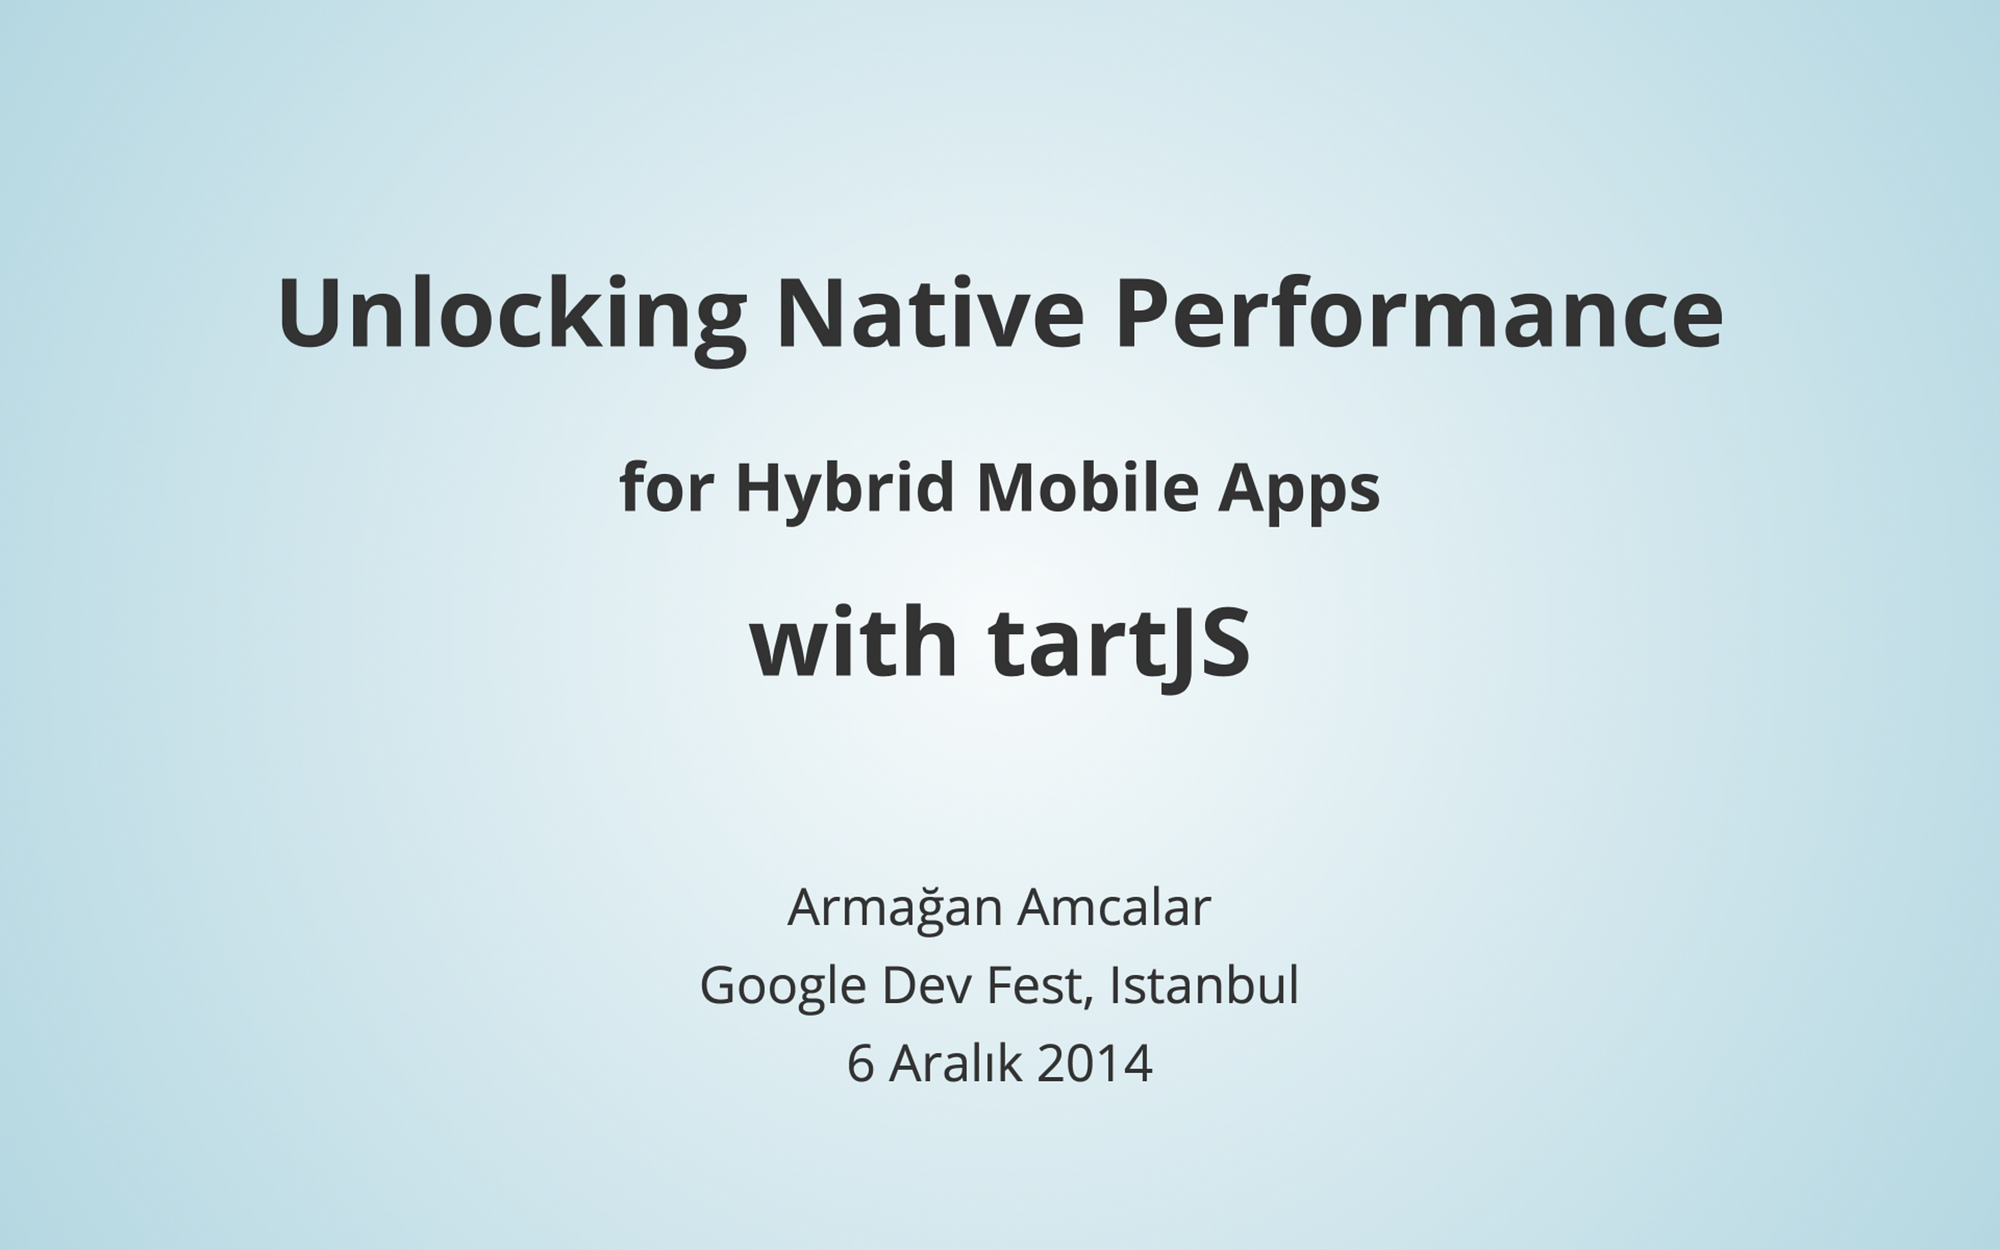 Unlocking Native Performance
for Hybrid Mobile Apps
with tartJS
Armağan Amcalar
Google Dev Fest, Istanbul
6 Aralık 2014